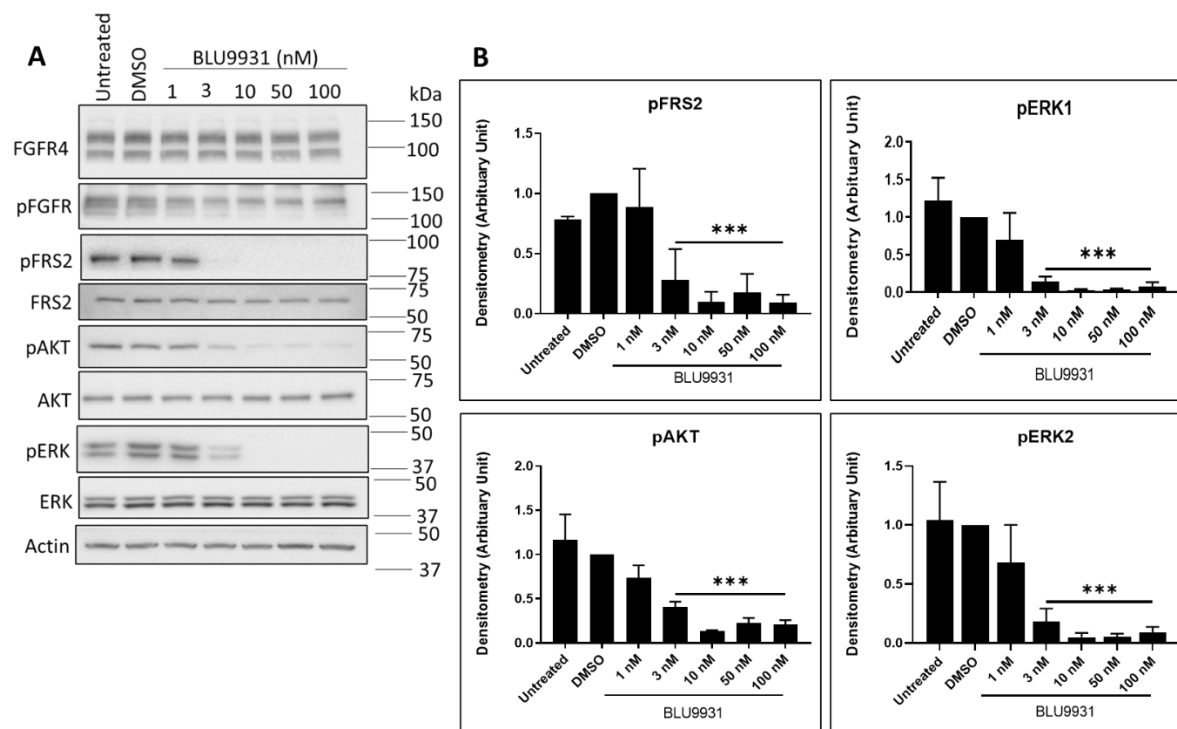 A
Untreated
DMSO
BLU9931 (nM)
1 3 10 50 100
kDa
FGFR4
150
100
pFGFR
150
100
pFRS2
100
75
FRS2
75
50
pAKT
75
50
AKT
75
50
pERK
50
37
ERK
50
37
Actin
50
37
B
pFRS2
Densitometry (Arbituary Unit)
1.5
1.0
0.5
0.0
***
Untreated
DMSO
1 nM
3 nM
10 nM
50 nM
100 nM
BLU9931
pERK1
Densitometry (Arbituary Unit)
2.0
1.5
1.0
0.5
0.0
***
Untreated
DMSO
1 nM
3 nM
10 nM
50 nM
100 nM
BLU9931
pAKT
Densitometry (Arbituary Unit)
2.0
1.5
1.0
0.5
0.0
***
Untreated
DMSO
1 nM
3 nM
10 nM
50 nM
100 nM
BLU9931
pERK2
Densitometry (Arbituary Unit)
1.5
1.0
0.5
0.0
***
Untreated
DMSO
1 nM
3 nM
10 nM
50 nM
100 nM
BLU9931